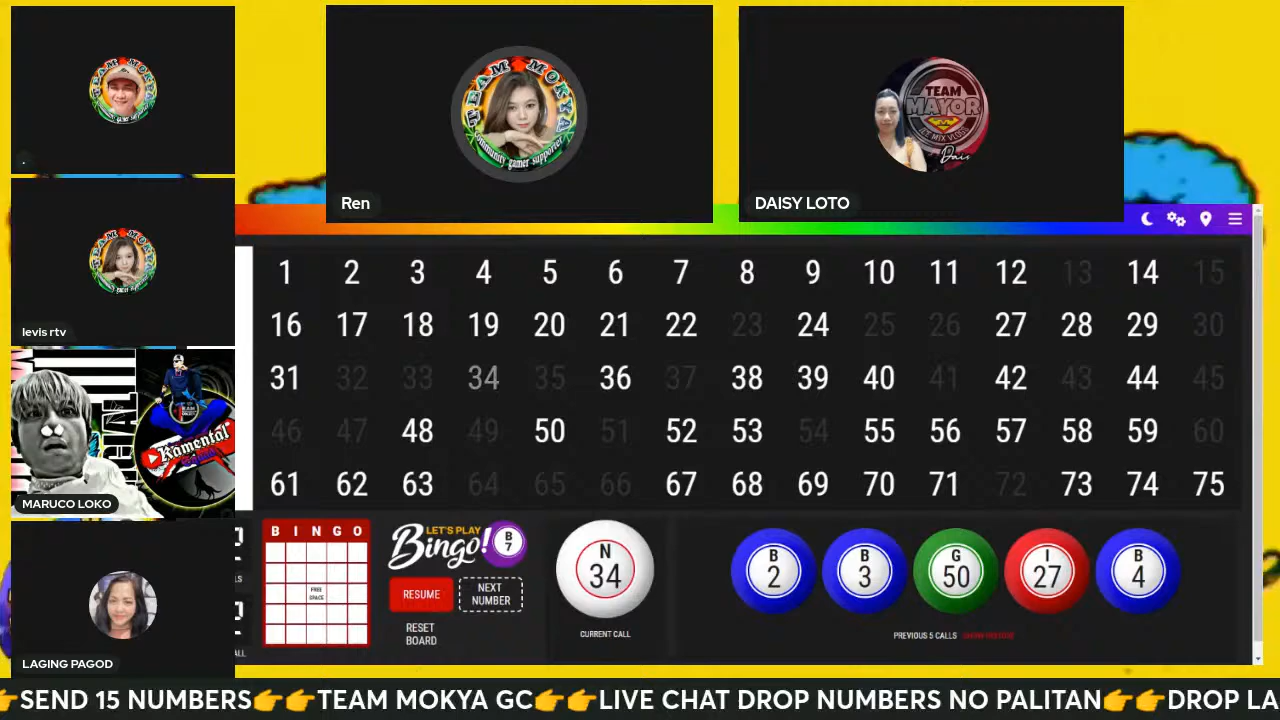 Ren
DAISY LOTO
levis rtv
MARUCO LOKO
LAGING PAGOD
TEAM MOKYA
community gamer supporter
TEAM
MAYOR
Kamental
1 2 3 4 5 6 7 8 9 10 11 12 13 14 15
16 17 18 19 20 21 22 23 24 25 26 27 28 29 30
31 32 33 34 35 36 37 38 39 40 41 42 43 44 45
46 47 48 49 50 51 52 53 54 55 56 57 58 59 60
61 62 63 64 65 66 67 68 69 70 71 72 73 74 75
B I N G O
FREE
SPACE
LET'S PLAY
Bingo!
B
7
RESUME
NEXT
NUMBER
RESET
BOARD
N
34
CURRENT CALL
B
2
B
3
G
50
I
27
B
4
PREVIOUS 5 CALLS
👉SEND 15 NUMBERS👉👉TEAM MOKYA GC👉👉LIVE CHAT DROP NUMBERS NO PALITAN👉👉DROP LA